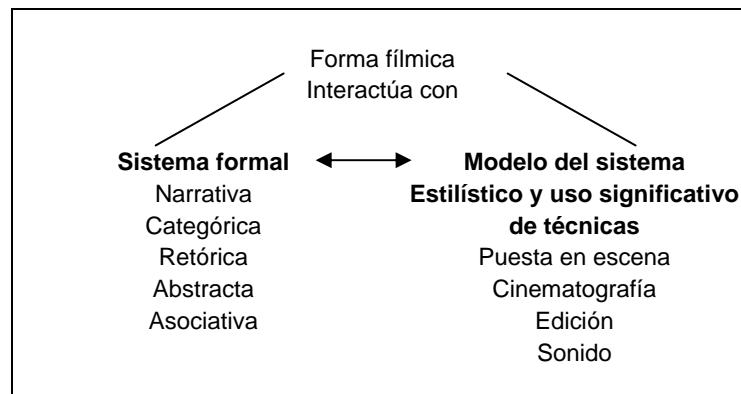 Forma fílmica
Interactúa con
Sistema formal
Narrativa
Categórica
Retórica
Abstracta
Asociativa
Modelo del sistema
Estilístico y uso significativo
de técnicas
Puesta en escena
Cinematografía
Edición
Sonido